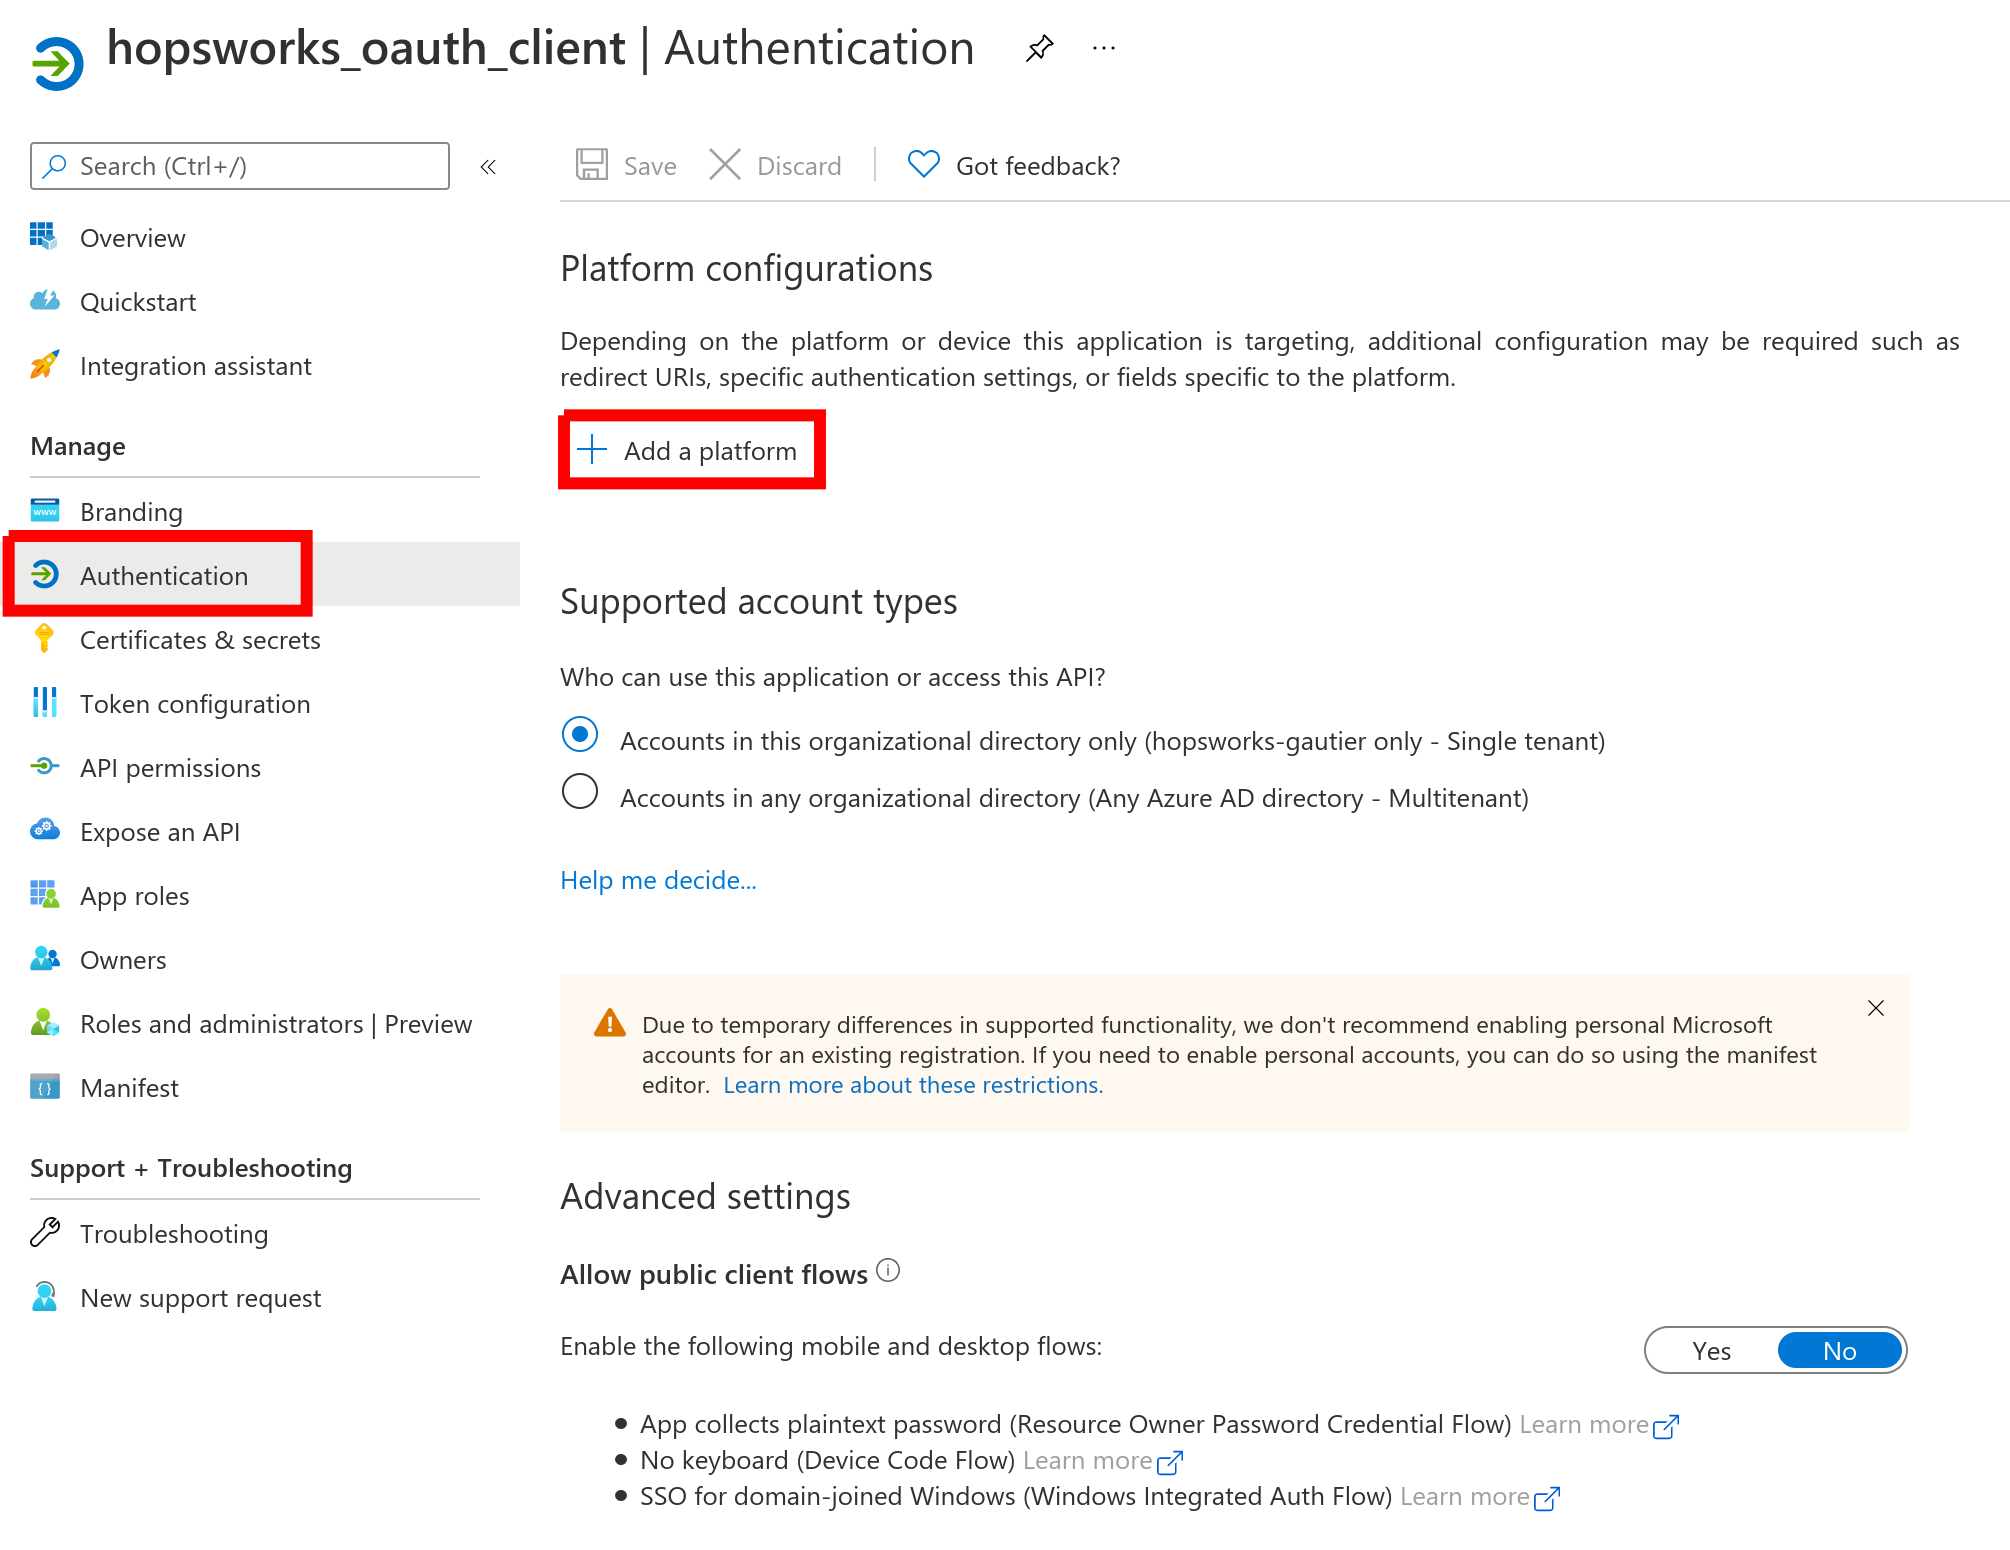 hopsworks_oauth_client | Authentication
Search (Ctrl+/)
«
Overview
Quickstart
Integration assistant
Manage
Branding
Authentication
Certificates & secrets
Token configuration
API permissions
Expose an API
App roles
Owners
Roles and administrators | Preview
Manifest
Support + Troubleshooting
Troubleshooting
New support request
Save Discard Got feedback?
Platform configurations
Depending on the platform or device this application is targeting, additional configuration may be required such as
redirect URIs, specific authentication settings, or fields specific to the platform.
Add a platform
Supported account types
Who can use this application or access this API?
Accounts in this organizational directory only (hopsworks-gautier only - Single tenant)
Accounts in any organizational directory (Any Azure AD directory - Multitenant)
Help me decide...
Due to temporary differences in supported functionality, we don't recommend enabling personal Microsoft
accounts for an existing registration. If you need to enable personal accounts, you can do so using the manifest
editor. Learn more about these restrictions.
Advanced settings
Allow public client flows
Enable the following mobile and desktop flows:
Yes No
• App collects plaintext password (Resource Owner Password Credential Flow) Learn more
• No keyboard (Device Code Flow) Learn more
• SSO for domain-joined Windows (Windows Integrated Auth Flow) Learn more